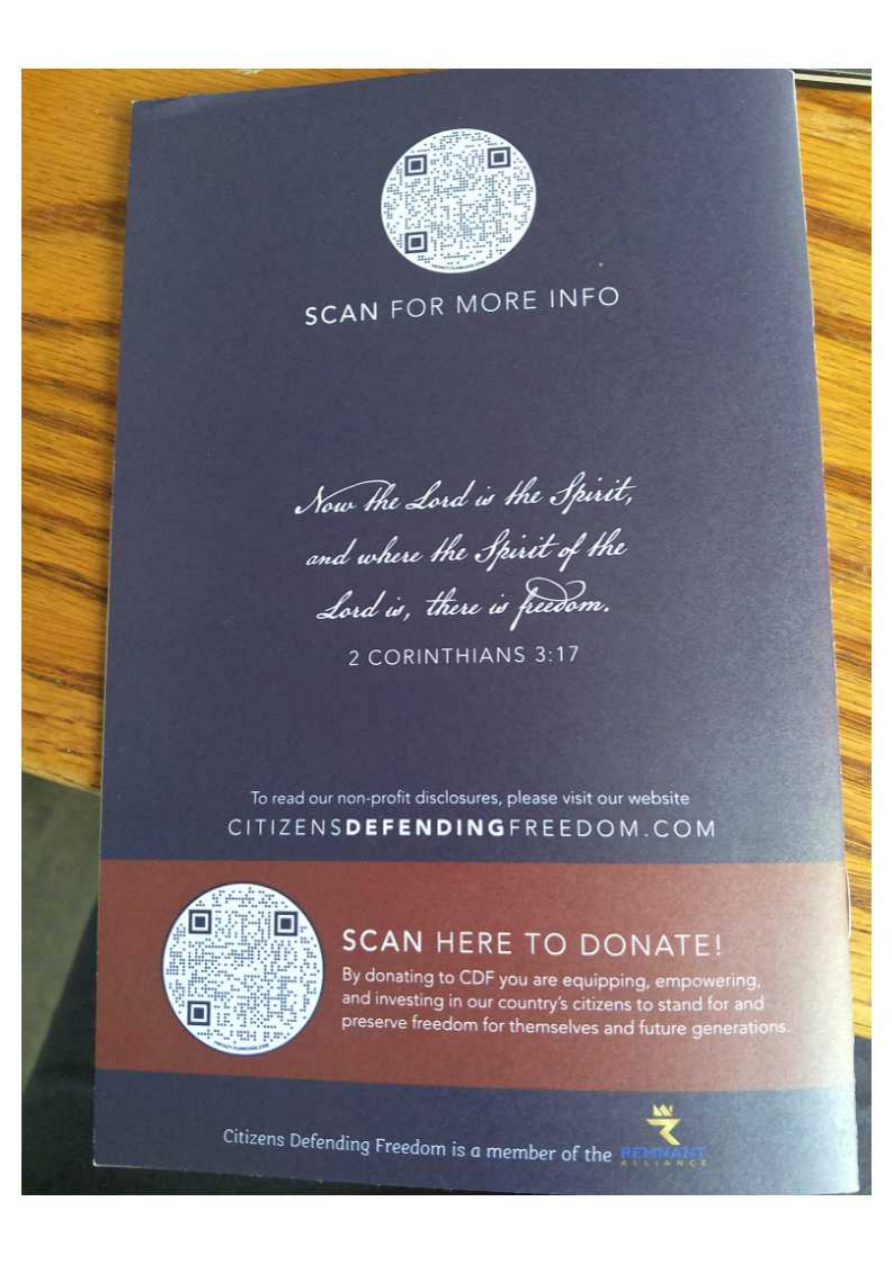 SCAN FOR MORE INFO
Now the Lord is the Spirit,
and where the Spirit of the
Lord is, there is freedom.
2 CORINTHIANS 3:17
To read our non-profit disclosures, please visit our website
CITIZENSDEFENDINGFREEDOM.COM
SCAN HERE TO DONATE!
By donating to CDF you are equipping, empowering,
and investing in our country's citizens to stand for and
preserve freedom for themselves and future generations.
Citizens Defending Freedom is a member of the REMNANT
ALLIANCE